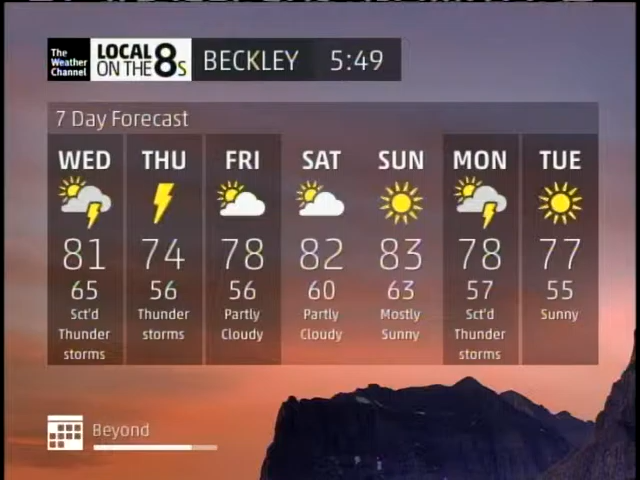 The Weather Channel
LOCAL ON THE 8s
BECKLEY 5:49
7 Day Forecast
WED THU FRI SAT SUN MON TUE
81 74 78 82 83 78 77
65 56 56 60 63 57 55
Sct'd Thunder storms
Thunder storms
Partly Cloudy
Partly Cloudy
Mostly Sunny
Sct'd Thunder storms
Sunny
Beyond